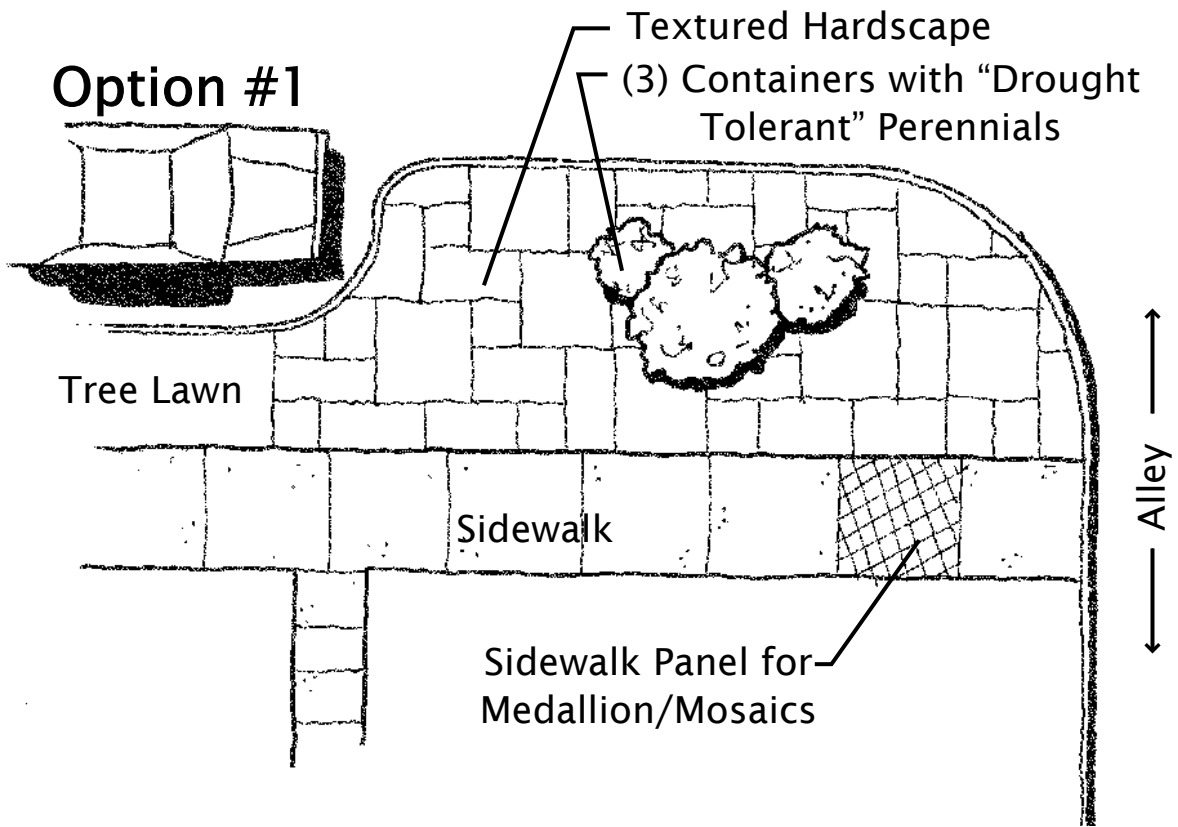 Option #1
Textured Hardscape
(3) Containers with “Drought
Tolerant” Perennials
Tree Lawn
Sidewalk
Alley
Sidewalk Panel for
Medallion/Mosaics